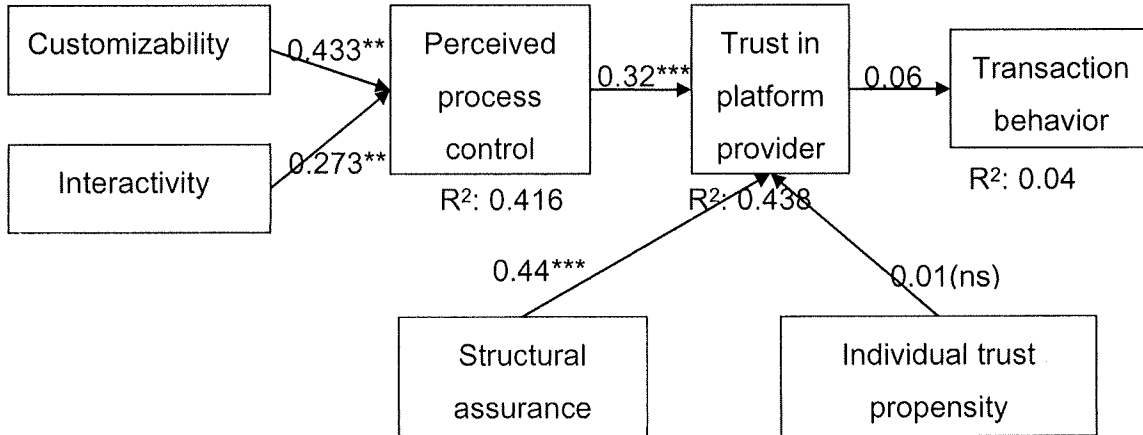 Customizability
0.433**
Perceived
process
control
Interactivity
0.273**
R²: 0.416
0.32***
Trust in
platform
provider
R²: 0.438
0.06
Transaction
behavior
R²: 0.04
0.44***
0.01(ns)
Structural
assurance
Individual trust
propensity